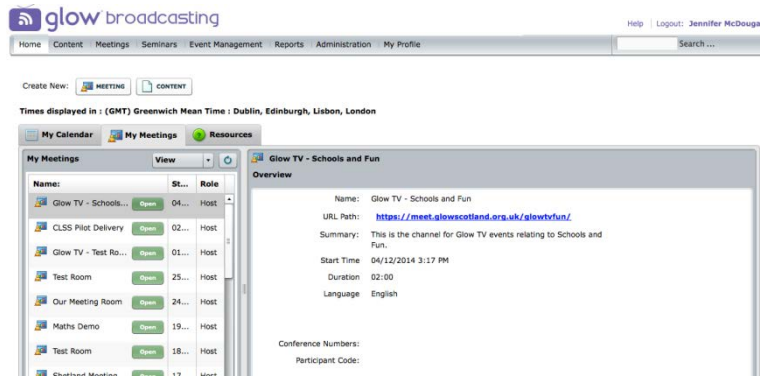 glow broadcasting
Help Logout: Jennifer McDouga
Home Content Meetings Seminars Event Management Reports Administration My Profile Search ...
Create New: MEETING CONTENT
Times displayed in : (GMT) Greenwich Mean Time : Dublin, Edinburgh, Lisbon, London
My Calendar My Meetings Resources
My Meetings View
Name: St... Role
Glow TV - Schools... Open 04... Host
CLSS Pilot Delivery Open 02... Host
Glow TV - Test Ro... Open 01... Host
Test Room Open 25... Host
Our Meeting Room Open 24... Host
Maths Demo Open 19... Host
Test Room Open 18... Host
Shetland Meeting Open 17... Host
Glow TV - Schools and Fun
Overview
Name: Glow TV - Schools and Fun
URL Path: https://meet.glowscotland.org.uk/glowtvfun/
Summary: This is the channel for Glow TV events relating to Schools and
Fun.
Start Time 04/12/2014 3:17 PM
Duration 02:00
Language English
Conference Numbers:
Participant Code: